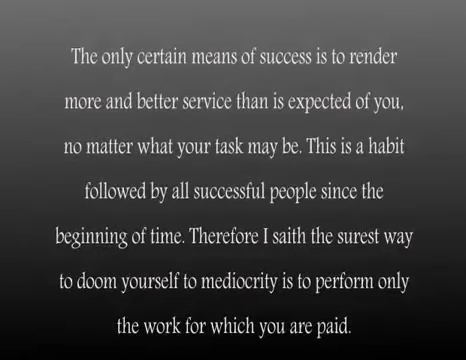 The only certain means of success is to render
more and better service than is expected of you,
no matter what your task may be. This is a habit
followed by all successful people since the
beginning of time. Therefore I saith the surest way
to doom yourself to mediocrity is to perform only
the work for which you are paid.